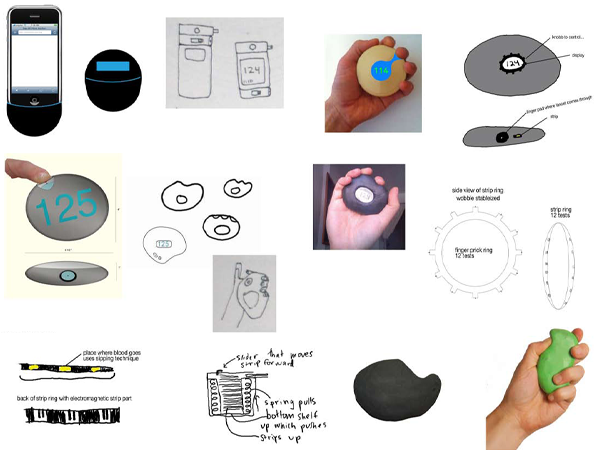 124
114
knobs to control...
124
display
finger pad where lancet comes through
strip
125
125
side view of strip ring
wobble stableized
finger prick ring
12 tests
strip ring
12 tests
place where blood goes
uses sipping technique
back of strip ring with electromagnetic strip part
slider that moves
strip forward
spring pulls
bottom shelf
up which pushes
strips up